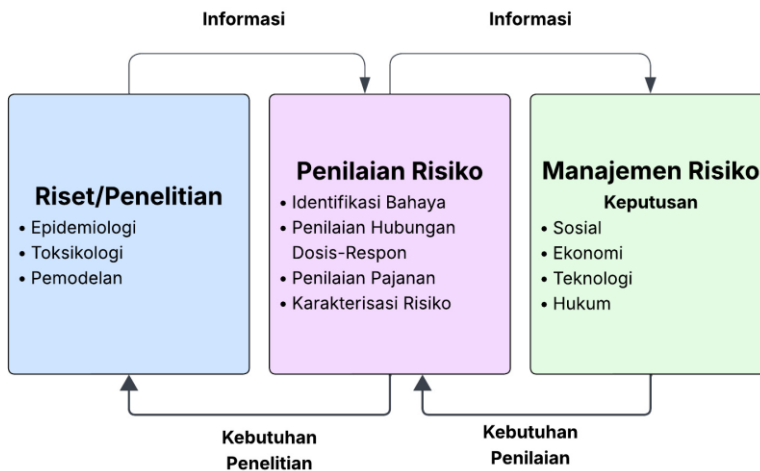 Informasi
Informasi
Riset/Penelitian
• Epidemiologi
• Toksikologi
• Pemodelan
Penilaian Risiko
• Identifikasi Bahaya
• Penilaian Hubungan
Dosis-Respon
• Penilaian Pajanan
• Karakterisasi Risiko
Manajemen Risiko
Keputusan
• Sosial
• Ekonomi
• Teknologi
• Hukum
Kebutuhan
Penelitian
Kebutuhan
Penilaian